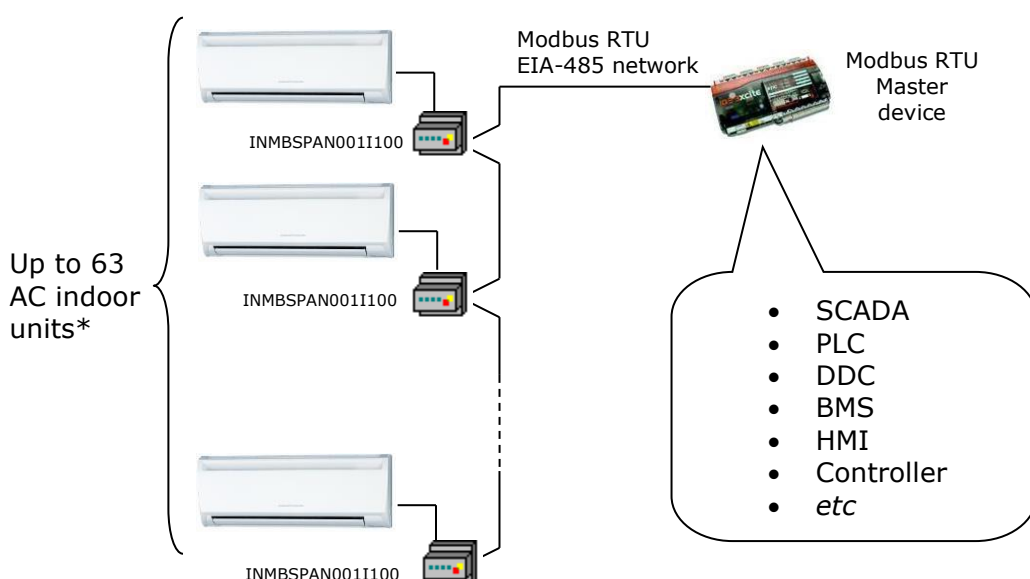 Modbus RTU
EIA-485 network
Modbus RTU
Master
device
INMBSPAN001I100
INMBSPAN001I100
Up to 63
AC indoor
units*
• SCADA
• PLC
• DDC
• BMS
• HMI
• Controller
• etc
INMBSPAN001I100